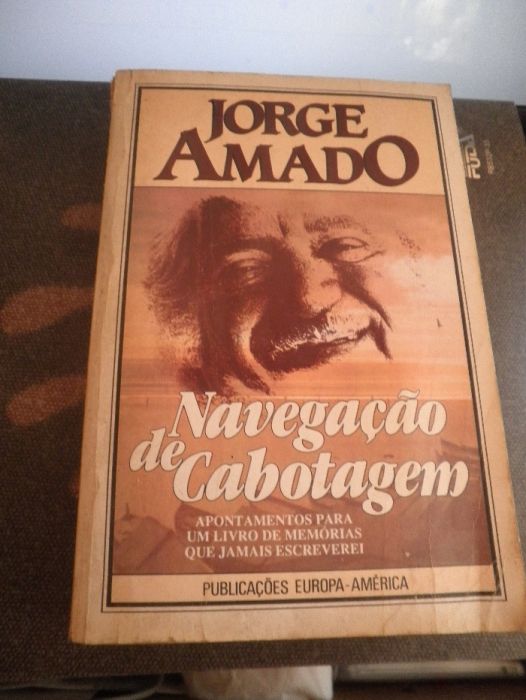 JORGE
AMADO
Navegação
de Cabotagem
APONTAMENTOS PARA
UM LIVRO DE MEMÓRIAS
QUE JAMAIS ESCREVEREI
PUBLICAÇÕES EUROPA-AMÉRICA